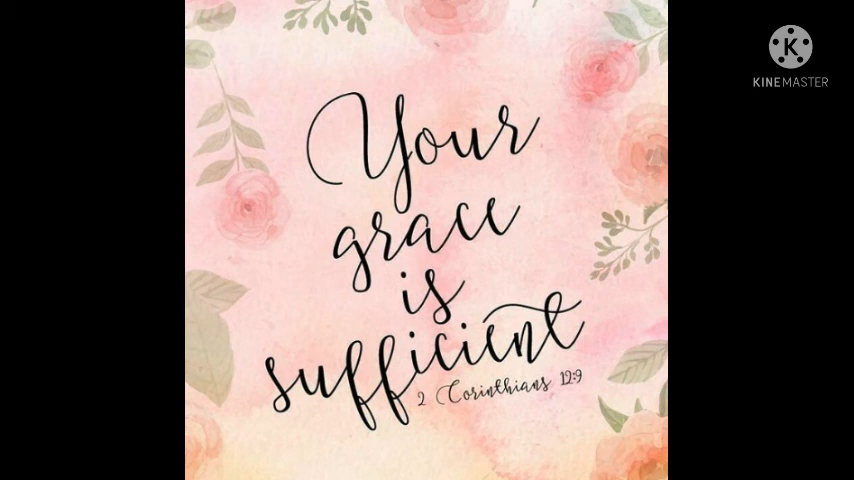 Your
grace
is
sufficient
2 Corinthians 12:9
KINEMASTER